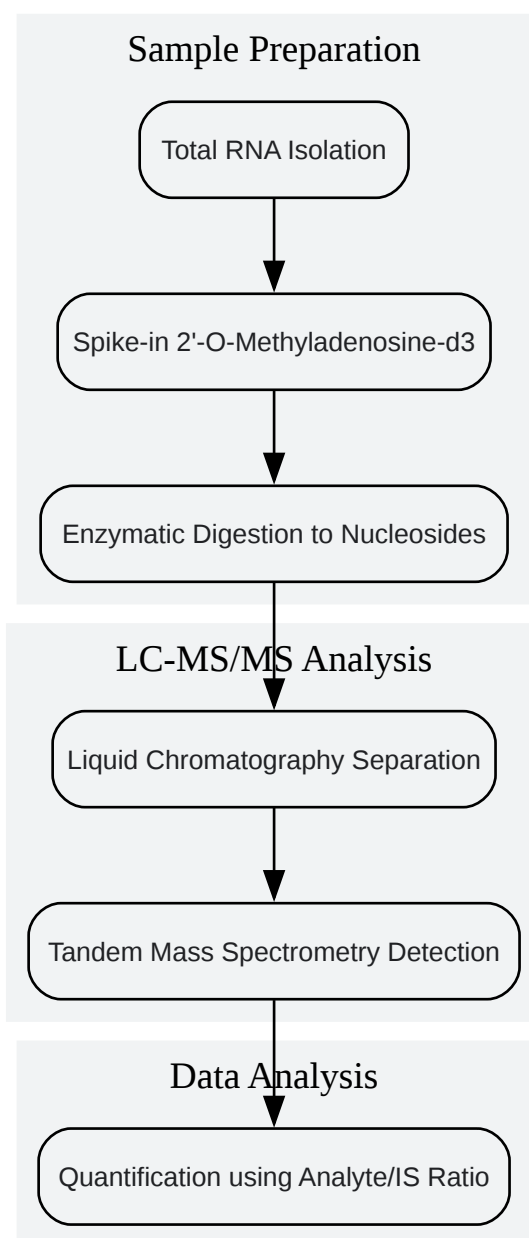 Sample Preparation
Total RNA Isolation
Spike-in 2'-O-Methyladenosine-d3
Enzymatic Digestion to Nucleosides
LC-MS/MS Analysis
Liquid Chromatography Separation
Tandem Mass Spectrometry Detection
Data Analysis
Quantification using Analyte/IS Ratio